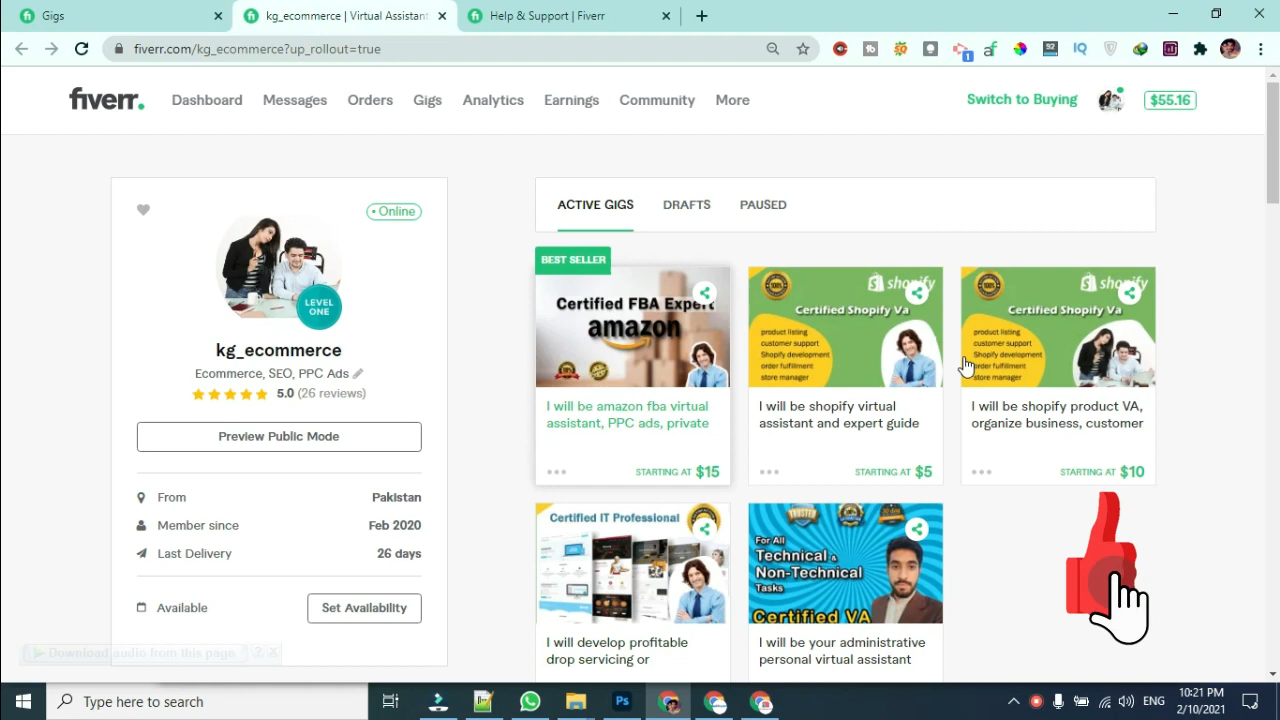 Gigs
kg_ecommerce | Virtual Assistant
Help & Support | Fiverr
fiverr.com/kg_ecommerce?up_rollout=true
fiverr.
Dashboard
Messages
Orders
Gigs
Analytics
Earnings
Community
More
Switch to Buying
$55.16
• Online
LEVEL
ONE
kg_ecommerce
Ecommerce, SEO, PPC Ads
5.0 (26 reviews)
Preview Public Mode
From Pakistan
Member since Feb 2020
Last Delivery 26 days
Available
Set Availability
Download audio from this page
ACTIVE GIGS
DRAFTS
PAUSED
BEST SELLER
Certified FBA Expert
amazon
I will be amazon fba virtual
assistant, PPC ads, private
STARTING AT $15
shopify
Certified Shopify Va
product listing
customer support
Shopify development
order fulfillment
store manager
I will be shopify virtual
assistant and expert guide
STARTING AT $5
shopify
Certified Shopify Va
product listing
customer support
Shopify development
order fulfillment
store manager
I will be shopify product VA,
organize business, customer
STARTING AT $10
Certified IT Professional
I will develop profitable
drop servicing or
TRUSTED
For All
Technical &
Non-Technical
Tasks
Certified VA
I will be your administrative
personal virtual assistant
Type here to search
ENG
10:21 PM
2/10/2021